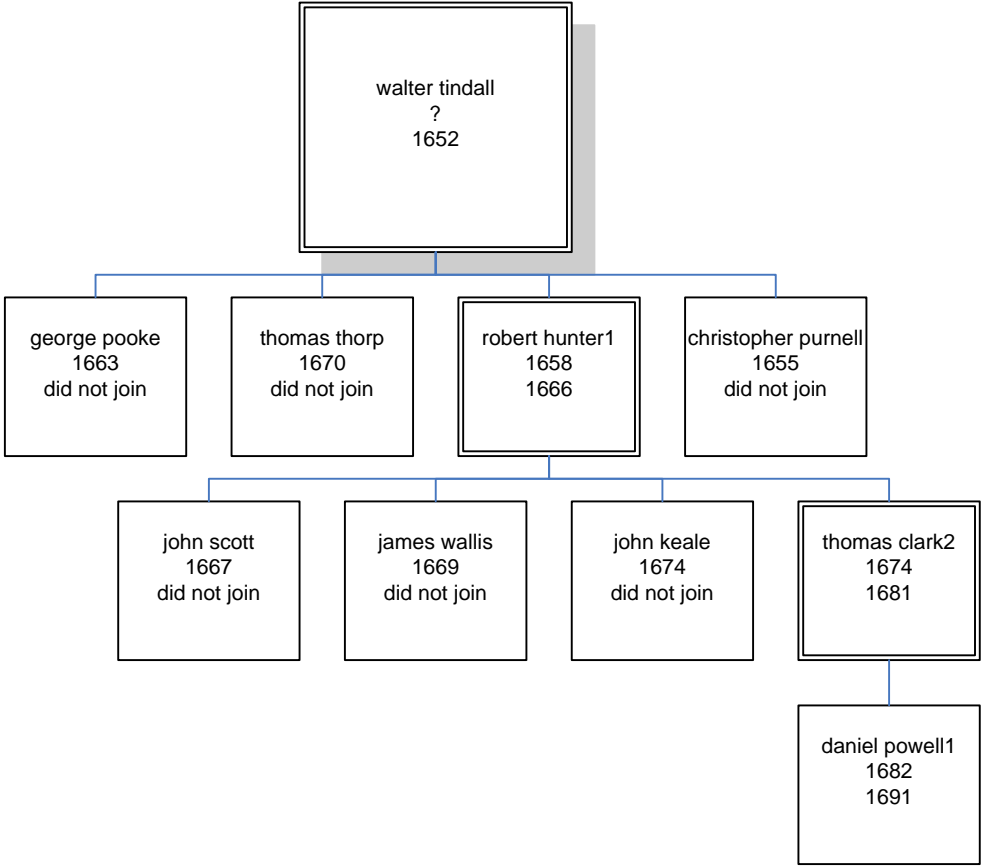 walter tindall
?
1652
george pooke
1663
did not join
thomas thorp
1670
did not join
robert hunter1
1658
1666
christopher purnell
1655
did not join
john scott
1667
did not join
james wallis
1669
did not join
john keale
1674
did not join
thomas clark2
1674
1681
daniel powell1
1682
1691